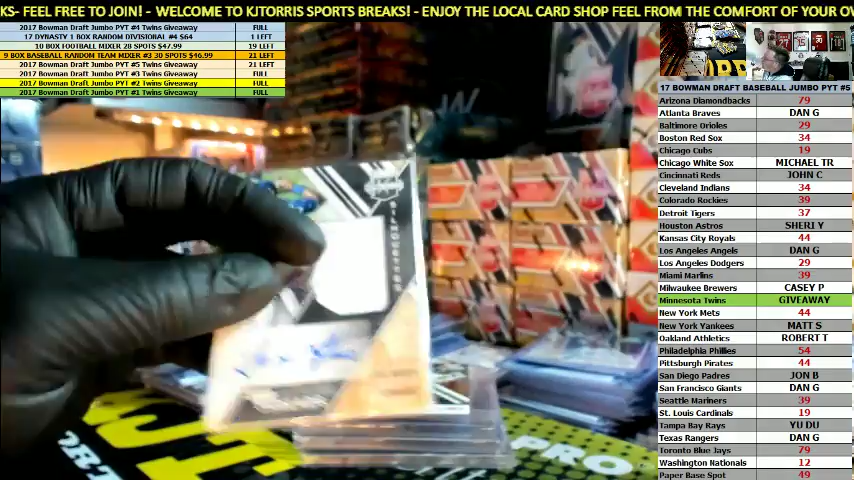 KS- FEEL FREE TO JOIN! - WELCOME TO KJTORRIS SPORTS BREAKS! - ENJOY THE LOCAL CARD SHOP FEEL FROM THE COMFORT OF YOUR OV
2017 Bowman Draft Jumbo PYT #4 Twins Giveaway FULL
17 DYNASTY 1 BOX RANDOM DIVISIONAL #4 $64 1 LEFT
10 BOX FOOTBALL MIXER 28 SPOTS $47.99 19 LEFT
9 BOX BASEBALL RANDOM TEAM MIXER #3 30 SPOTS $46.99 21 LEFT
2017 Bowman Draft Jumbo PYT #5 Twins Giveaway 21 LEFT
2017 Bowman Draft Jumbo PYT #3 Twins Giveaway FULL
2017 Bowman Draft Jumbo PYT #2 Twins Giveaway FULL
2017 Bowman Draft Jumbo PYT #1 Twins Giveaway FULL
17 BOWMAN DRAFT BASEBALL JUMBO PYT #5
Arizona Diamondbacks 79
Atlanta Braves DAN G
Baltimore Orioles 29
Boston Red Sox 34
Chicago Cubs 19
Chicago White Sox MICHAEL TR
Cincinnati Reds JOHN C
Cleveland Indians 34
Colorado Rockies 39
Detroit Tigers 37
Houston Astros SHERI Y
Kansas City Royals 44
Los Angeles Angels DAN G
Los Angeles Dodgers 29
Miami Marlins 39
Milwaukee Brewers CASEY P
Minnesota Twins GIVEAWAY
New York Mets 44
New York Yankees MATT S
Oakland Athletics ROBERT T
Philadelphia Phillies 54
Pittsburgh Pirates 44
San Diego Padres JON B
San Francisco Giants DAN G
Seattle Mariners 39
St. Louis Cardinals 19
Tampa Bay Rays YU DU
Texas Rangers DAN G
Toronto Blue Jays 79
Washington Nationals 12
Paper Base Spot 49
SILHOUETTES
PRO